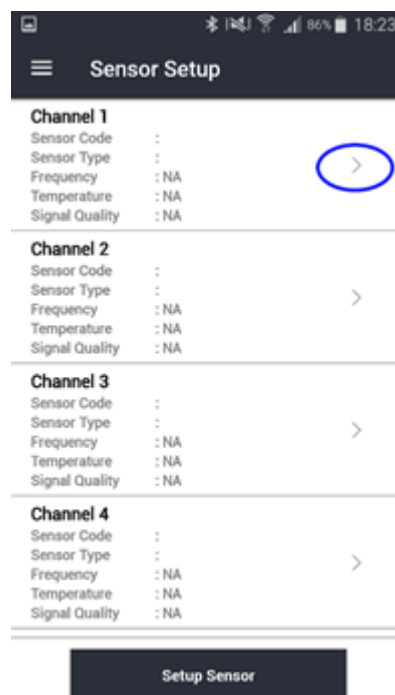 86% 18:23
Sensor Setup
Channel 1
Sensor Code :
Sensor Type :
Frequency : NA
Temperature : NA
Signal Quality : NA
Channel 2
Sensor Code :
Sensor Type :
Frequency : NA
Temperature : NA
Signal Quality : NA
Channel 3
Sensor Code :
Sensor Type :
Frequency : NA
Temperature : NA
Signal Quality : NA
Channel 4
Sensor Code :
Sensor Type :
Frequency : NA
Temperature : NA
Signal Quality : NA
Setup Sensor